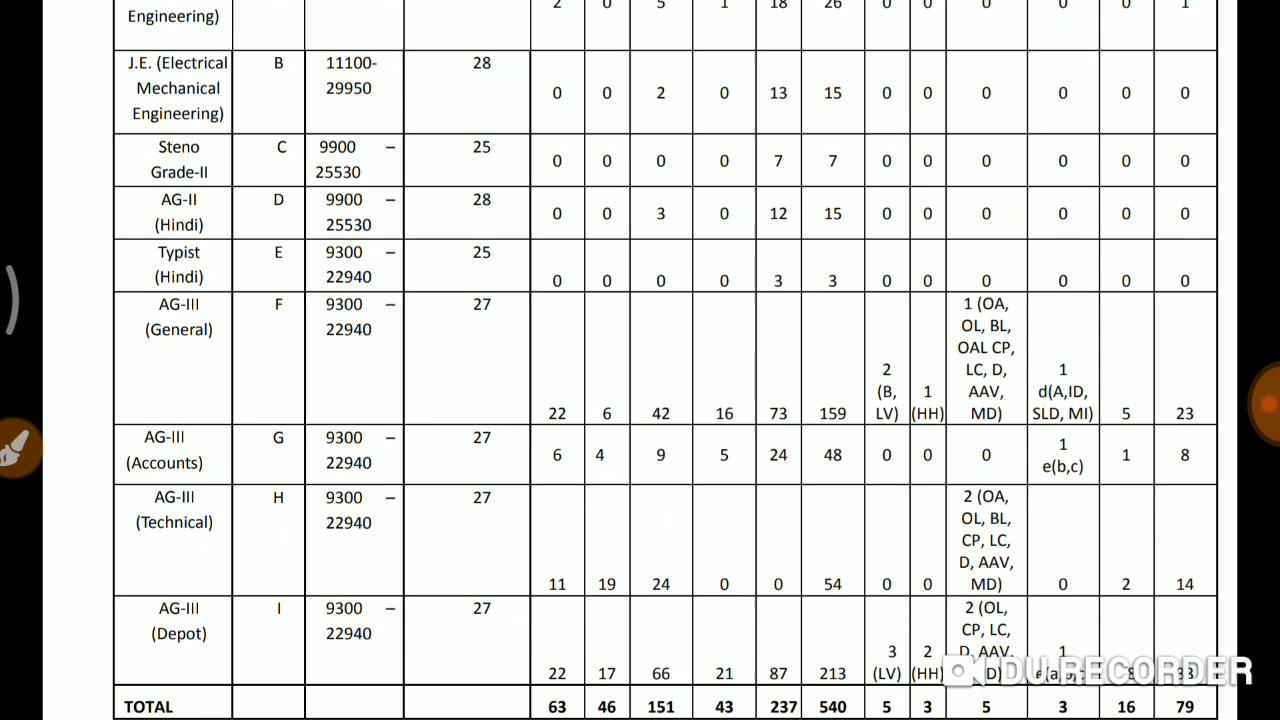 Engineering) 2 0 5 1 18 26 0 0 0 0 0 1
J.E. (Electrical B 11100- 28
Mechanical 29950 0 0 2 0 13 15 0 0 0 0 0 0
Engineering)
Steno C 9900 – 25
Grade-II 25530 0 0 0 0 7 7 0 0 0 0 0 0
AG-II D 9900 – 28
(Hindi) 25530 0 0 3 0 12 15 0 0 0 0 0 0
Typist E 9300 – 25
(Hindi) 22940 0 0 0 0 3 3 0 0 0 0 0 0
AG-III F 9300 – 27 1 (OA,
(General) 22940 OL, BL,
OAL CP,
LC, D, 1
2 AAV, d(A,ID,
(B, 1 MD) SLD, MI)
22 6 42 16 73 159 LV) (HH) 5 23
AG-III G 9300 – 27 1
(Accounts) 22940 6 4 9 5 24 48 0 0 0 e(b,c) 1 8
AG-III H 9300 – 27 2 (OA,
(Technical) 22940 OL, BL,
CP, LC,
D, AAV,
11 19 24 0 0 54 0 0 MD) 0 2 14
AG-III I 9300 – 27 2 (OL,
(Depot) 22940 CP, LC,
3 2 D, AAV, 1
22 17 66 21 87 213 (LV) (HH)
DU RECORDER
TOTAL 63 46 151 43 237 540 5 3 5 3 16 79